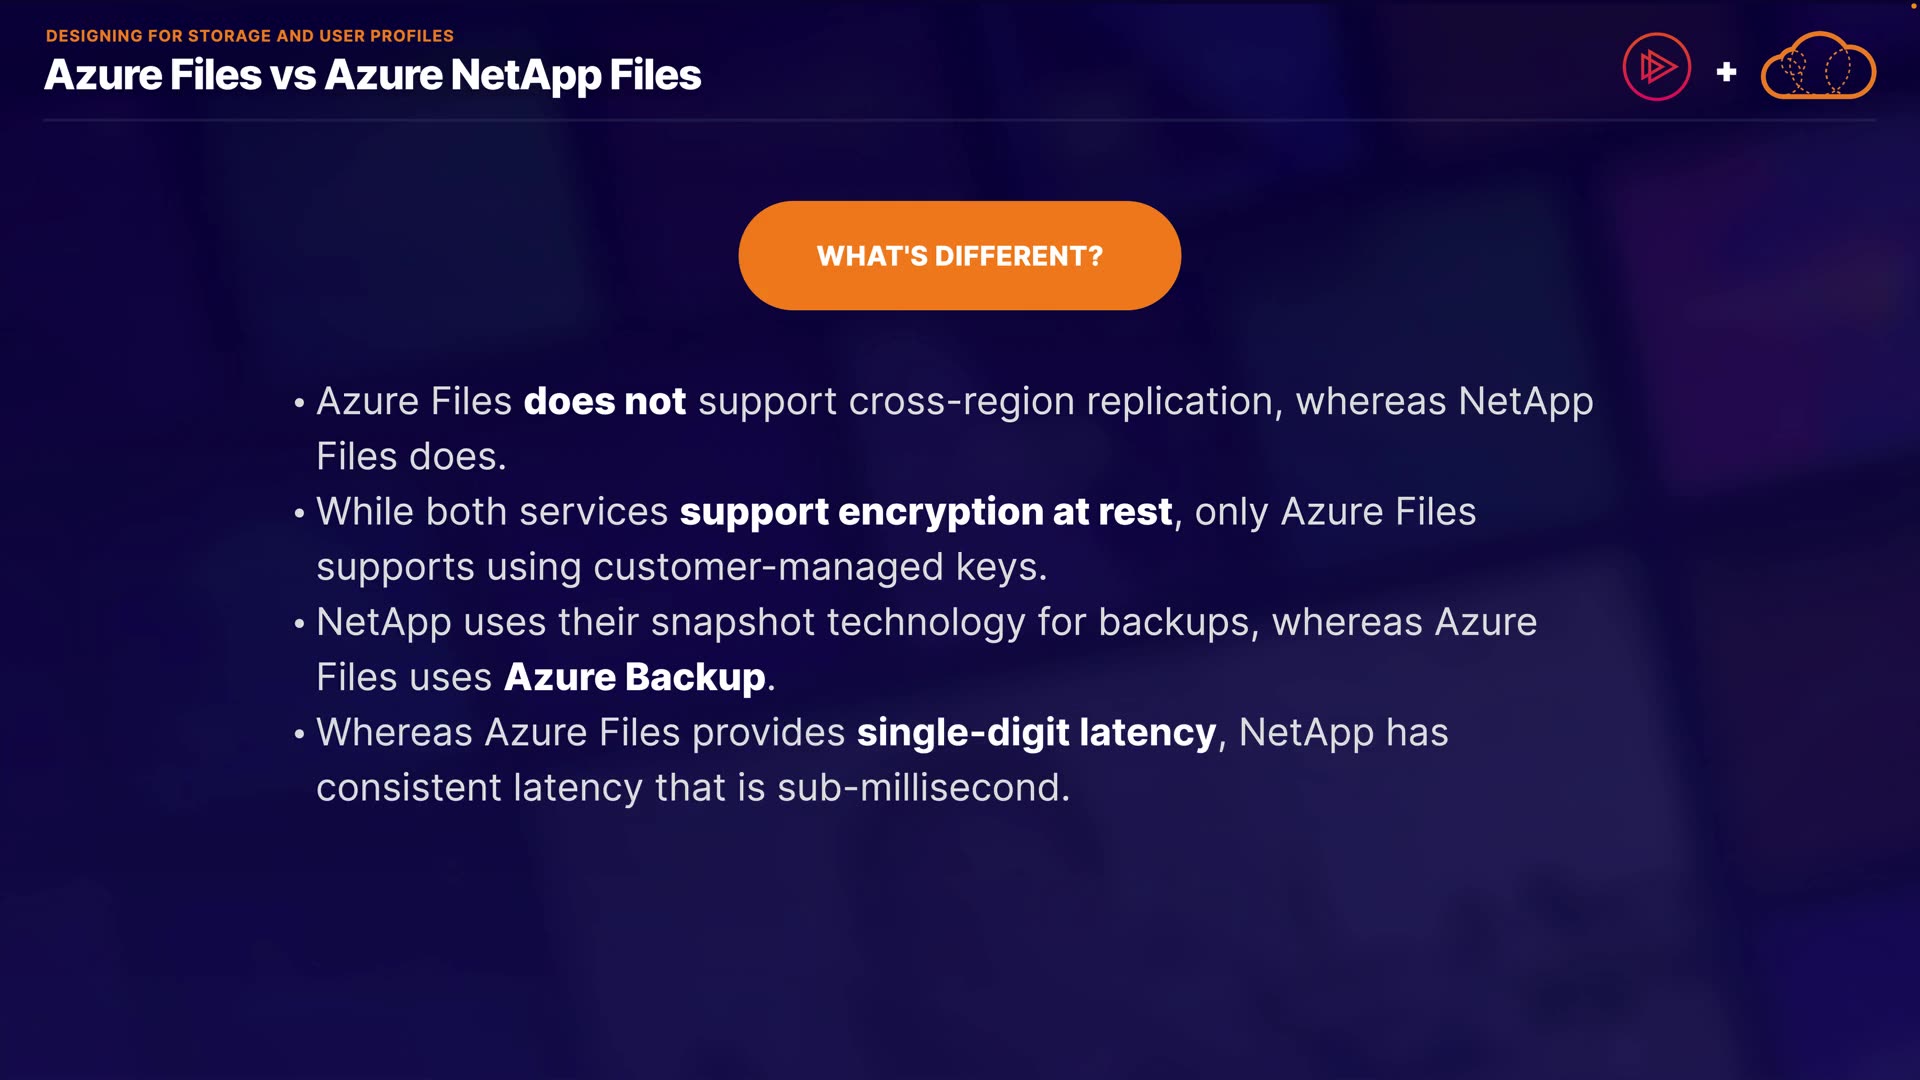 DESIGNING FOR STORAGE AND USER PROFILES
Azure Files vs Azure NetApp Files
WHAT'S DIFFERENT?
• Azure Files does not support cross-region replication, whereas NetApp
Files does.
• While both services support encryption at rest, only Azure Files
supports using customer-managed keys.
• NetApp uses their snapshot technology for backups, whereas Azure
Files uses Azure Backup.
• Whereas Azure Files provides single-digit latency, NetApp has
consistent latency that is sub-millisecond.